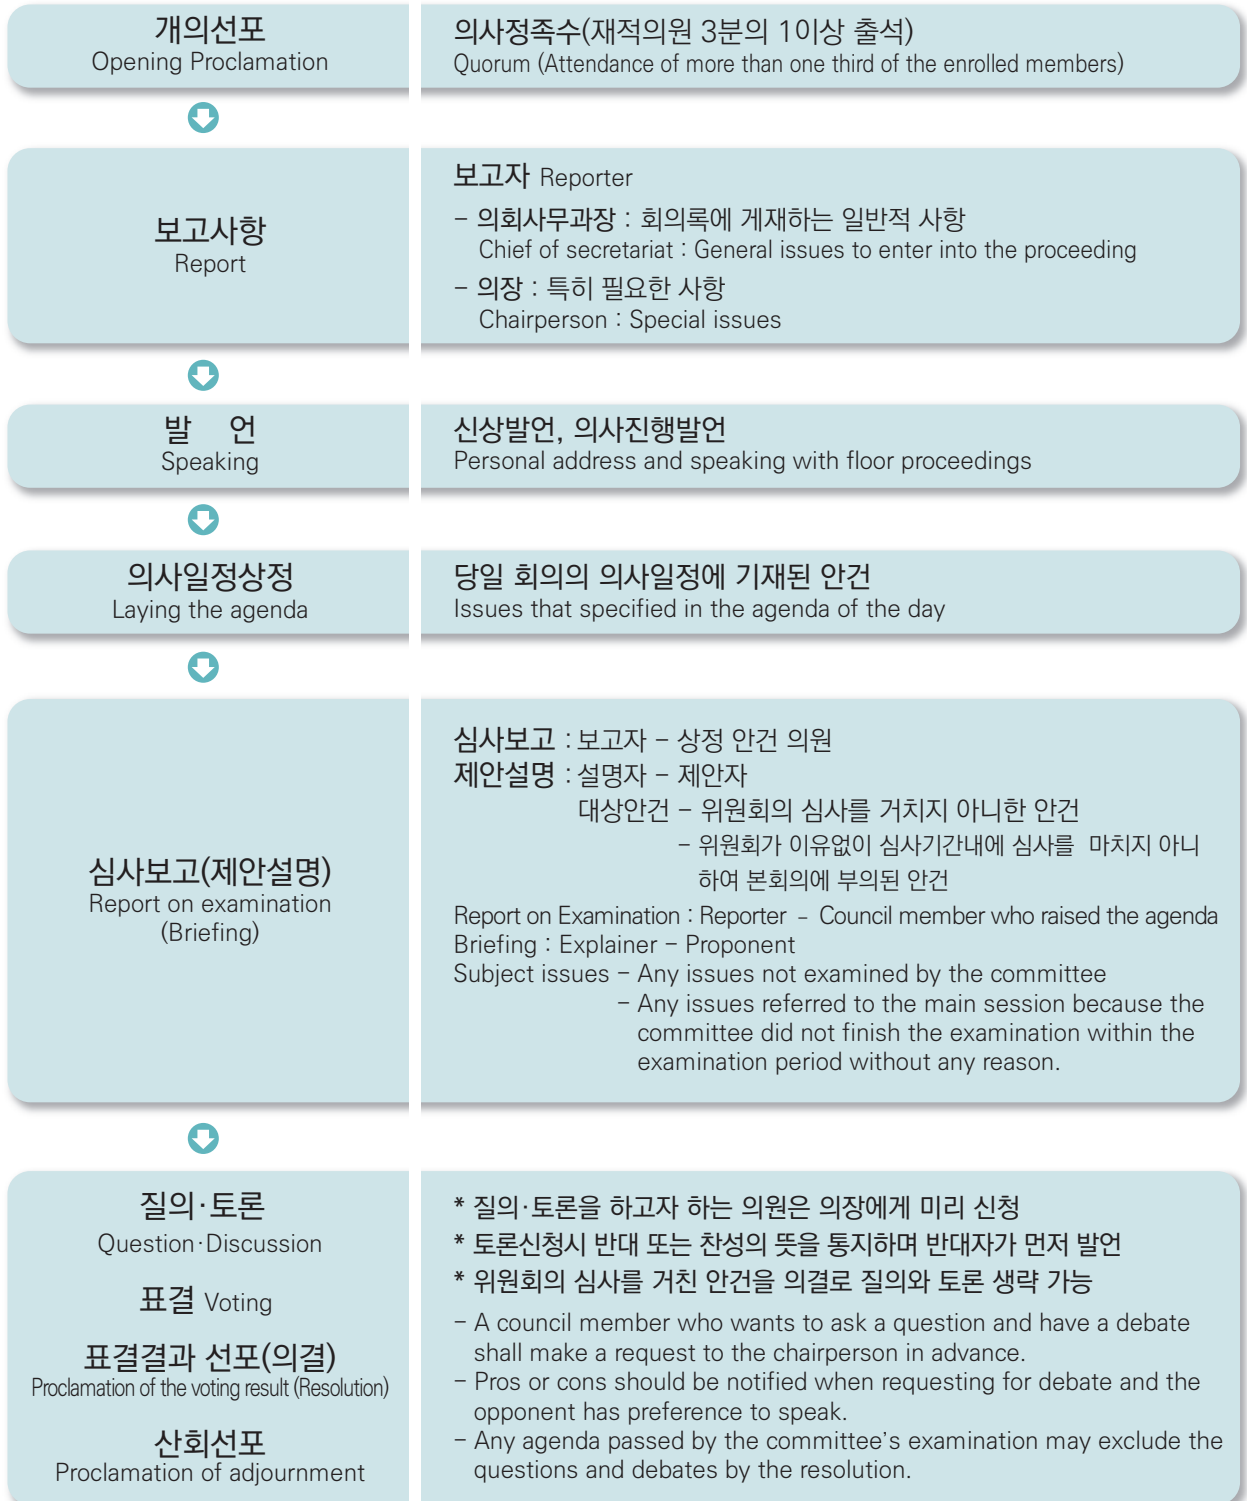 개의선포
Opening Proclamation
의사정족수(재적의원 3분의 1이상 출석)
Quorum (Attendance of more than one third of the enrolled members)
보고사항
Report
보고자 Reporter
- 의회사무과장 : 회의록에 게재하는 일반적 사항
Chief of secretariat : General issues to enter into the proceeding
- 의장 : 특히 필요한 사항
Chairperson : Special issues
발 언
Speaking
신상발언, 의사진행발언
Personal address and speaking with floor proceedings
의사일정상정
Laying the agenda
당일 회의의 의사일정에 기재된 안건
Issues that specified in the agenda of the day
심사보고(제안설명)
Report on examination
(Briefing)
심사보고 : 보고자 - 상정 안건 의원
제안설명 : 설명자 - 제안자
대상안건 - 위원회의 심사를 거치지 아니한 안건
- 위원회가 이유없이 심사기간내에 심사를 마치지 아니
하여 본회의에 부의된 안건
Report on Examination : Reporter - Council member who raised the agenda
Briefing : Explainer - Proponent
Subject issues - Any issues not examined by the committee
- Any issues referred to the main session because the
committee did not finish the examination within the
examination period without any reason.
질의·토론
Question·Discussion
표결 Voting
표결결과 선포(의결)
Proclamation of the voting result (Resolution)
산회선포
Proclamation of adjournment
* 질의·토론을 하고자 하는 의원은 의장에게 미리 신청
* 토론신청시 반대 또는 찬성의 뜻을 통지하며 반대자가 먼저 발언
* 위원회의 심사를 거친 안건을 의결로 질의와 토론 생략 가능
- A council member who wants to ask a question and have a debate
shall make a request to the chairperson in advance.
- Pros or cons should be notified when requesting for debate and the
opponent has preference to speak.
- Any agenda passed by the committee's examination may exclude the
questions and debates by the resolution.